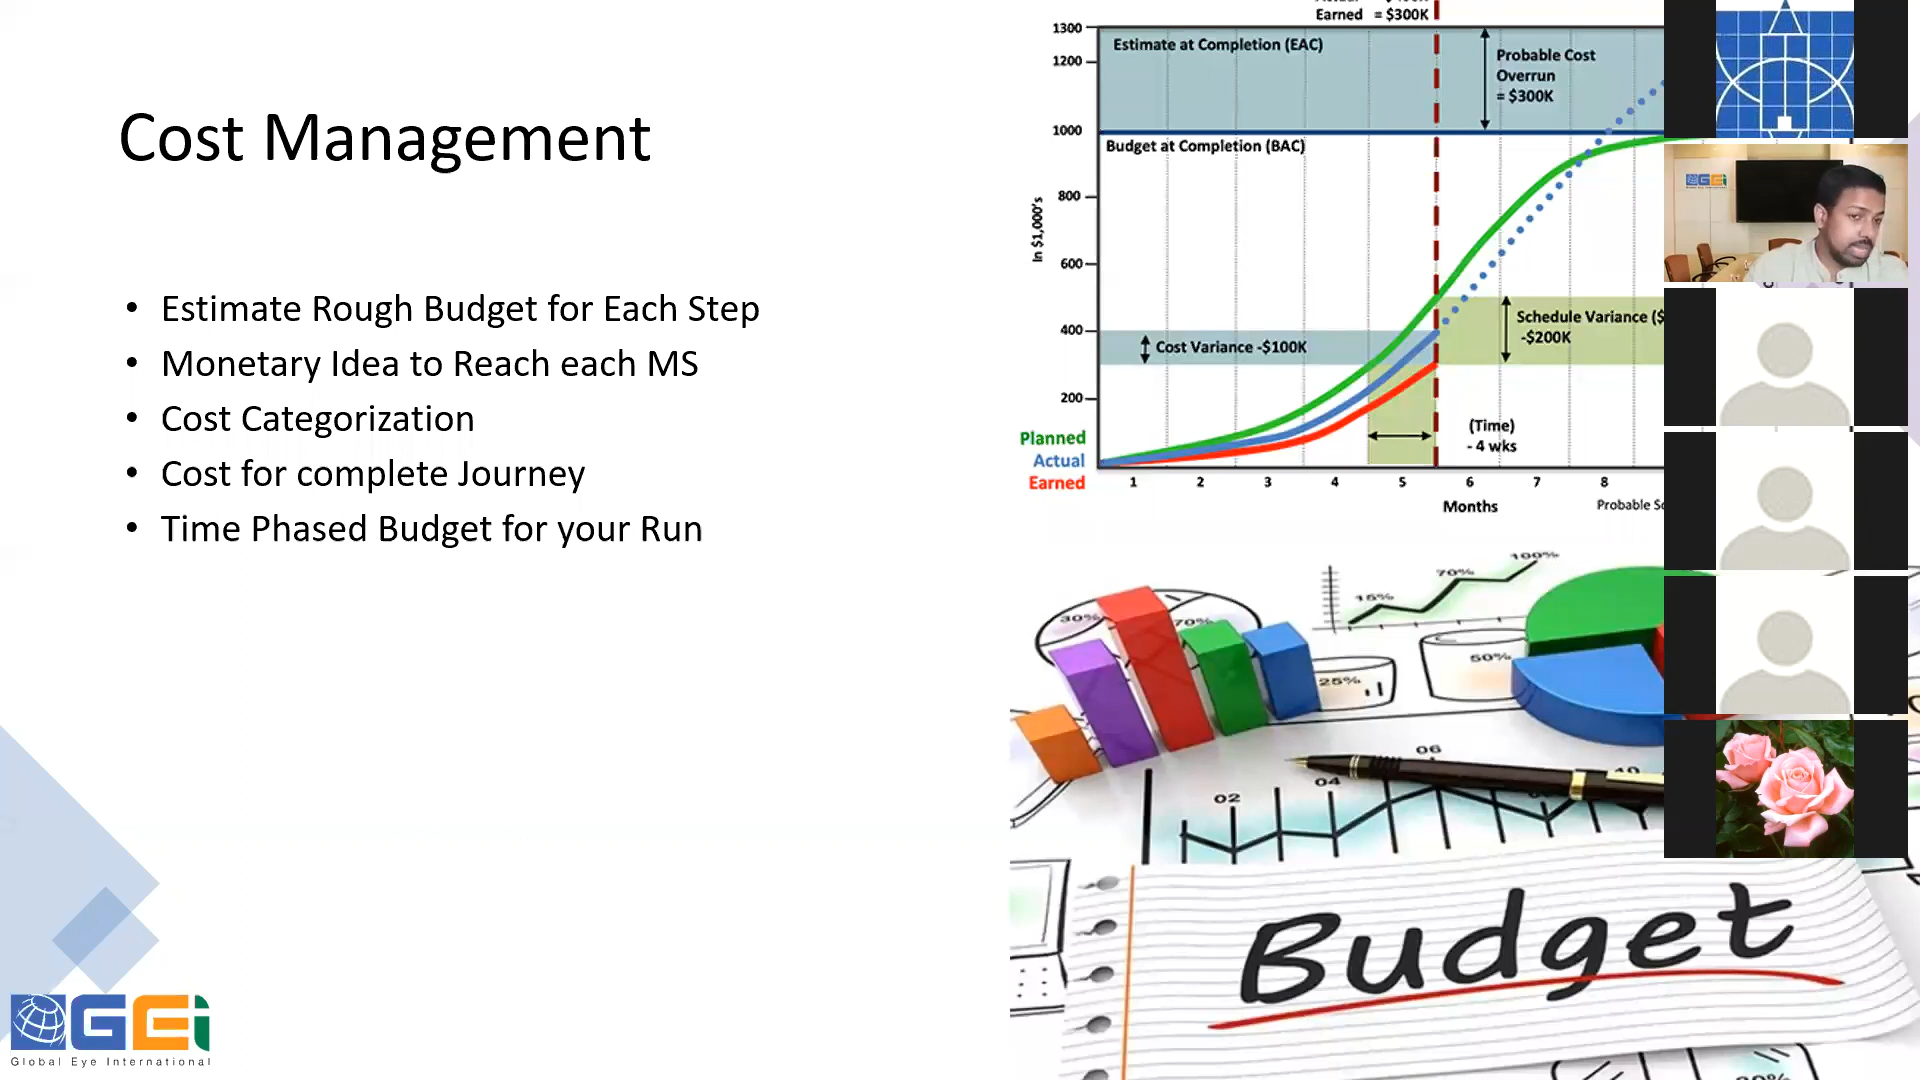 Cost Management
• Estimate Rough Budget for Each Step
• Monetary Idea to Reach each MS
• Cost Categorization
• Cost for complete Journey
• Time Phased Budget for your Run
Earned = $300K
1300
Estimate at Completion (EAC)
1200
Probable Cost
Overrun
= $300K
1000
Budget at Completion (BAC)
800
In $1,000's
600
400
Cost Variance -$100K
Schedule Variance ($
-$200K
200
(Time)
- 4 wks
Planned
Actual
Earned
1 2 3 4 5 6 7 8
Months
Probable Sc
100%
70%
15%
30%
70%
50%
25%
06
04
02
10
Budget
GEi
Global Eye International
GEi